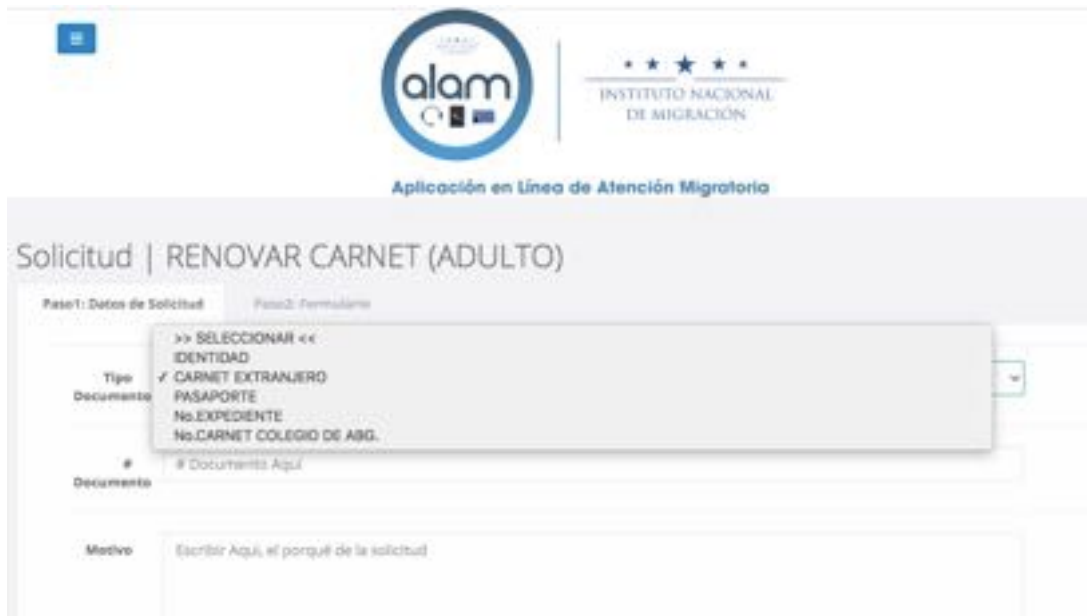 alam
INSTITUTO NACIONAL
DE MIGRACIÓN
Aplicación en Línea de Atención Migratoria
Solicitud | RENOVAR CARNET (ADULTO)
Paso1: Datos de Solicitud Paso2: Formulario
>> SELECCIONAR <<
IDENTIDAD
Tipo Documento ✓ CARNET EXTRANJERO
PASAPORTE
No.EXPEDIENTE
No.CARNET COLEGIO DE ABG.
# Documento # Documento Aquí
Motivo Escribir Aqui, el porqué de la solicitud